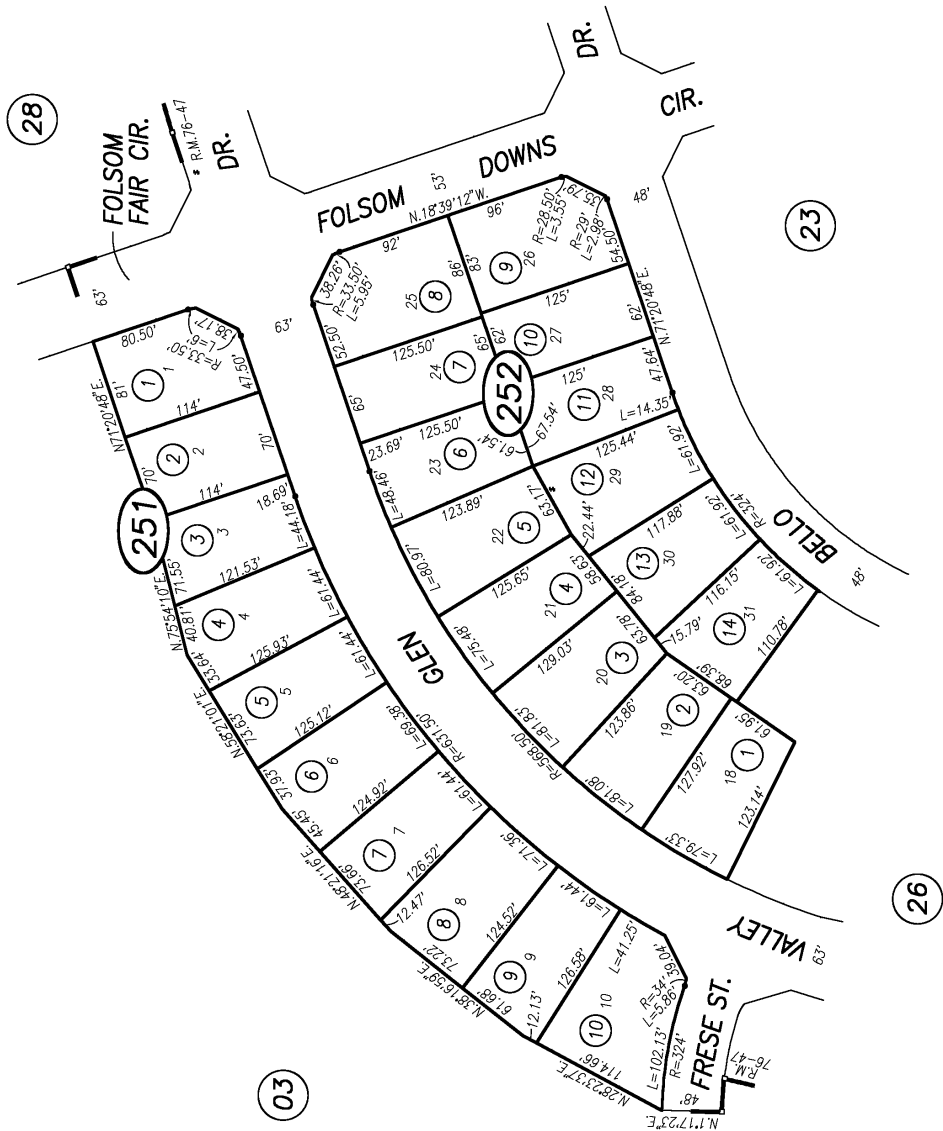 28
FOLSOM
FAIR CIR.
* R.M.76-47
DR.
63'
FOLSOM DOWNS CIR.
DR.
53'
N.18°39'12"W.
92'
96'
48'
23
80.50'
38.17'
L=6'
R=33.50'
47.50'
63'
38.26'
R=33.50'
L=5.95'
52.50'
35.79'
R=28.50'
L=3.55'
R=29'
L=2.98'
54.50'
N71°20'48"E.
81'
1
1
114'
70'
2
2
70'
114'
251
3
3
18.69'
L=44.18'
N.75°54'10"E.
71.55'
121.53'
40.81'
4
4
L=61.44'
33.64'
125.93'
N.58°21'01"E.
73.63'
5
5
L=61.44'
125.12'
37.93'
6
6
L=69.38'
R=631.50'
45.45'
124.92'
N.48°21'16"E.
73.66'
7
7
L=61.44'
12.47'
126.52'
8
8
L=71.36'
N.38°16'59"E.
73.22'
124.52'
61.68'
9
9
L=61.44'
12.13'
126.58'
10
10
L=41.25'
39.04'
R=34'
L=5.86'
N.28°23'37"E.
114.66'
L=102.13'
R=324'
FRESE ST.
48'
N.1°17'23"E.
R.M.
76-47
GLEN
VALLEY
63'
03
26
8
25
86'
83'
9
26
65'
125.50'
24
7
65'
62'
125'
10
27
62'
N.71°20'48"E.
252
125.50'
23
6
23.69'
L=48.46'
61.54'
67.54'
125'
11
28
47.64'
L=14.35'
123.89'
22
5
63.17'
*
L=80.97'
22.44'
125.44'
12
29
L=61.92'
125.65'
21
4
58.63'
L=75.48'
84.18'
117.88'
13
30
L=61.92'
R=324'
129.03'
20
3
63.78'
L=81.83'
R=568.50'
15.79'
116.15'
14
31
L=61.92'
BELLO
48'
123.86'
19
2
63.20'
68.39'
110.78'
L=81.08'
127.92'
18
1
61.95'
L=79.33'
123.14'